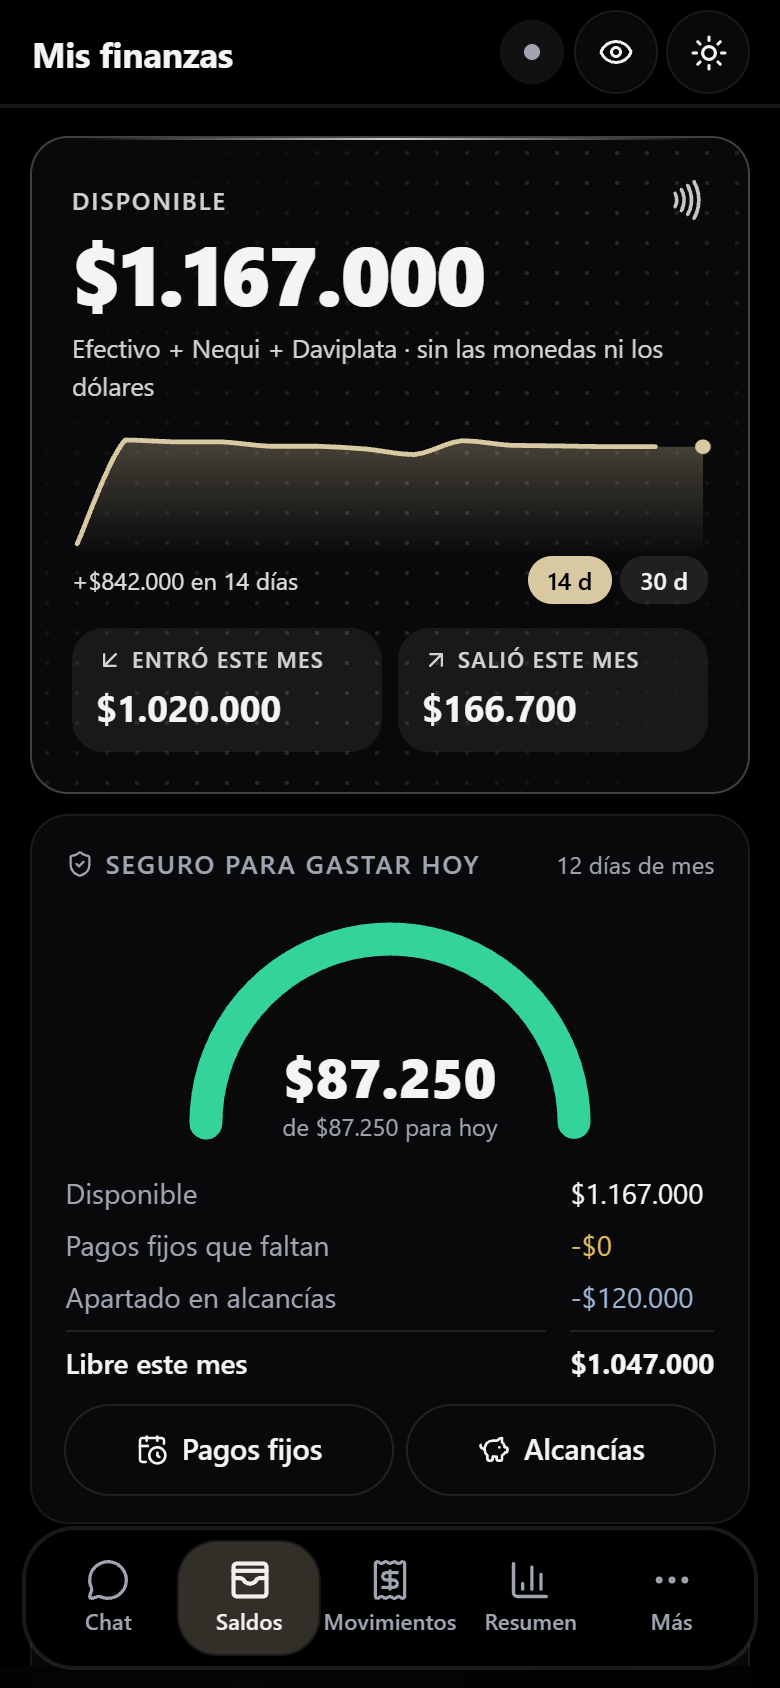 Mis finanzas
DISPONIBLE
$1.167.000
Efectivo + Nequi + Daviplata · sin las monedas ni los
dólares
+$842.000 en 14 días
14 d
30 d
ENTRÓ ESTE MES
$1.020.000
SALIÓ ESTE MES
$166.700
SEGURO PARA GASTAR HOY
12 días de mes
$87.250
de $87.250 para hoy
Disponible
$1.167.000
Pagos fijos que faltan
-$0
Apartado en alcancías
-$120.000
Libre este mes
$1.047.000
Pagos fijos
Alcancías
Chat
Saldos
Movimientos
Resumen
Más